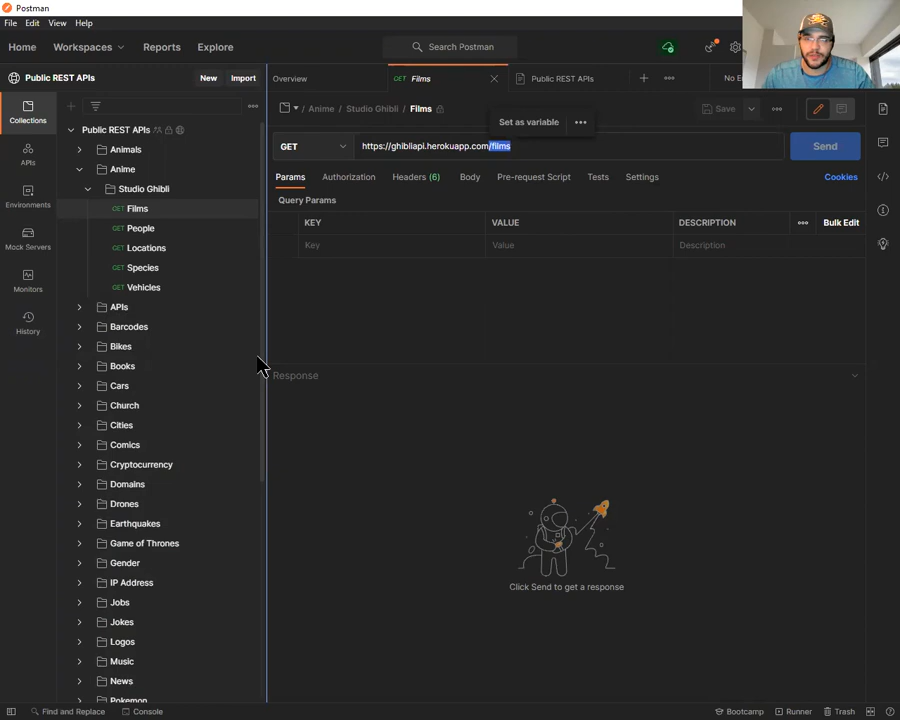 Postman
File Edit View Help
Home Workspaces Reports Explore Search Postman
Public REST APIs New Import Overview GET Films Public REST APIs No E
Collections
APIs
Environments
Mock Servers
Monitors
History
Public REST APIs
Animals
Anime
Studio Ghibli
GET Films
GET People
GET Locations
GET Species
GET Vehicles
APIs
Barcodes
Bikes
Books
Cars
Church
Cities
Comics
Cryptocurrency
Domains
Drones
Earthquakes
Game of Thrones
Gender
IP Address
Jobs
Jokes
Logos
Music
News
Pokemon
/ Anime / Studio Ghibli / Films Save
Set as variable
GET https://ghibliapi.herokuapp.com/films Send
Params Authorization Headers (6) Body Pre-request Script Tests Settings Cookies
Query Params
KEY VALUE DESCRIPTION Bulk Edit
Key Value Description
Response
Click Send to get a response
Find and Replace Console Bootcamp Runner Trash